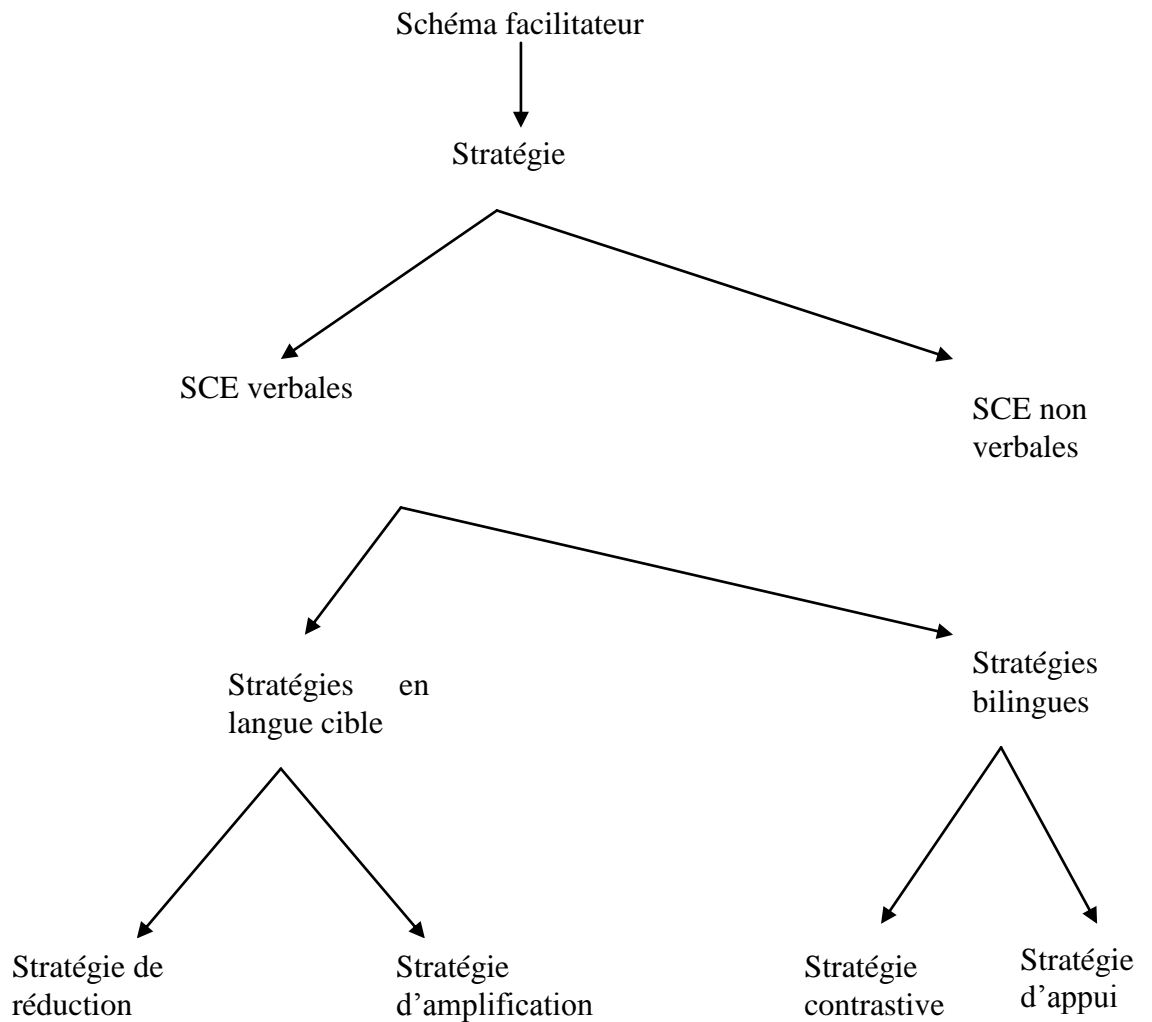 Schéma facilitateur
Stratégie
SCE verbales
SCE non
verbales
Stratégies en
langue cible
Stratégies
bilingues
Stratégie de
réduction
Stratégie
d’amplification
Stratégie
contrastive
Stratégie
d’appui